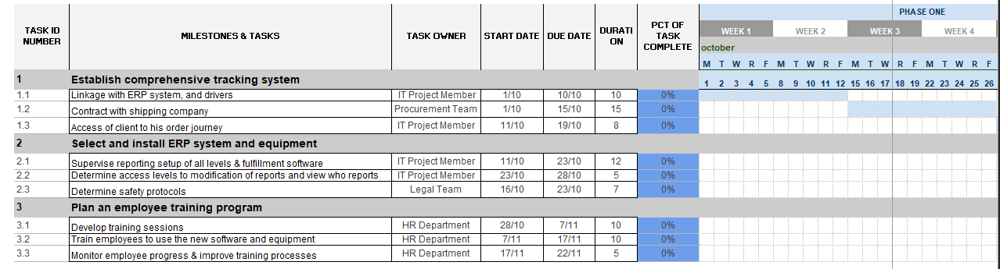 PHASE ONE
TASK ID NUMBER MILESTONES & TASKS TASK OWNER START DATE DUE DATE DURATI ON PCT OF TASK COMPLETE WEEK 1 WEEK 2 WEEK 3 WEEK 4
october
M T W R F M T W R F M T W R F M T W R F
1 2 3 4 5 8 9 10 11 12 15 16 17 18 19 22 23 24 25 26
1 Establish comprehensive tracking system
1.1 Linkage with ERP system, and drivers IT Project Member 1/10 10/10 10 0%
1.2 Contract with shipping company Procurement Team 1/10 15/10 15 0%
1.3 Access of client to his order journey IT Project Member 11/10 19/10 8 0%
2 Select and install ERP system and equipment
2.1 Supervise reporting setup of all levels & fulfillment software IT Project Member 11/10 23/10 12 0%
2.2 Determine access levels to modification of reports and view who reports IT Project Member 23/10 28/10 5 0%
2.3 Determine safety protocols Legal Team 16/10 23/10 7 0%
3 Plan an employee training program
3.1 Develop training sessions HR Department 28/10 7/11 10 0%
3.2 Train employees to use the new software and equipment HR Department 7/11 17/11 10 0%
3.3 Monitor employee progress & improve training processes HR Department 17/11 22/11 5 0%